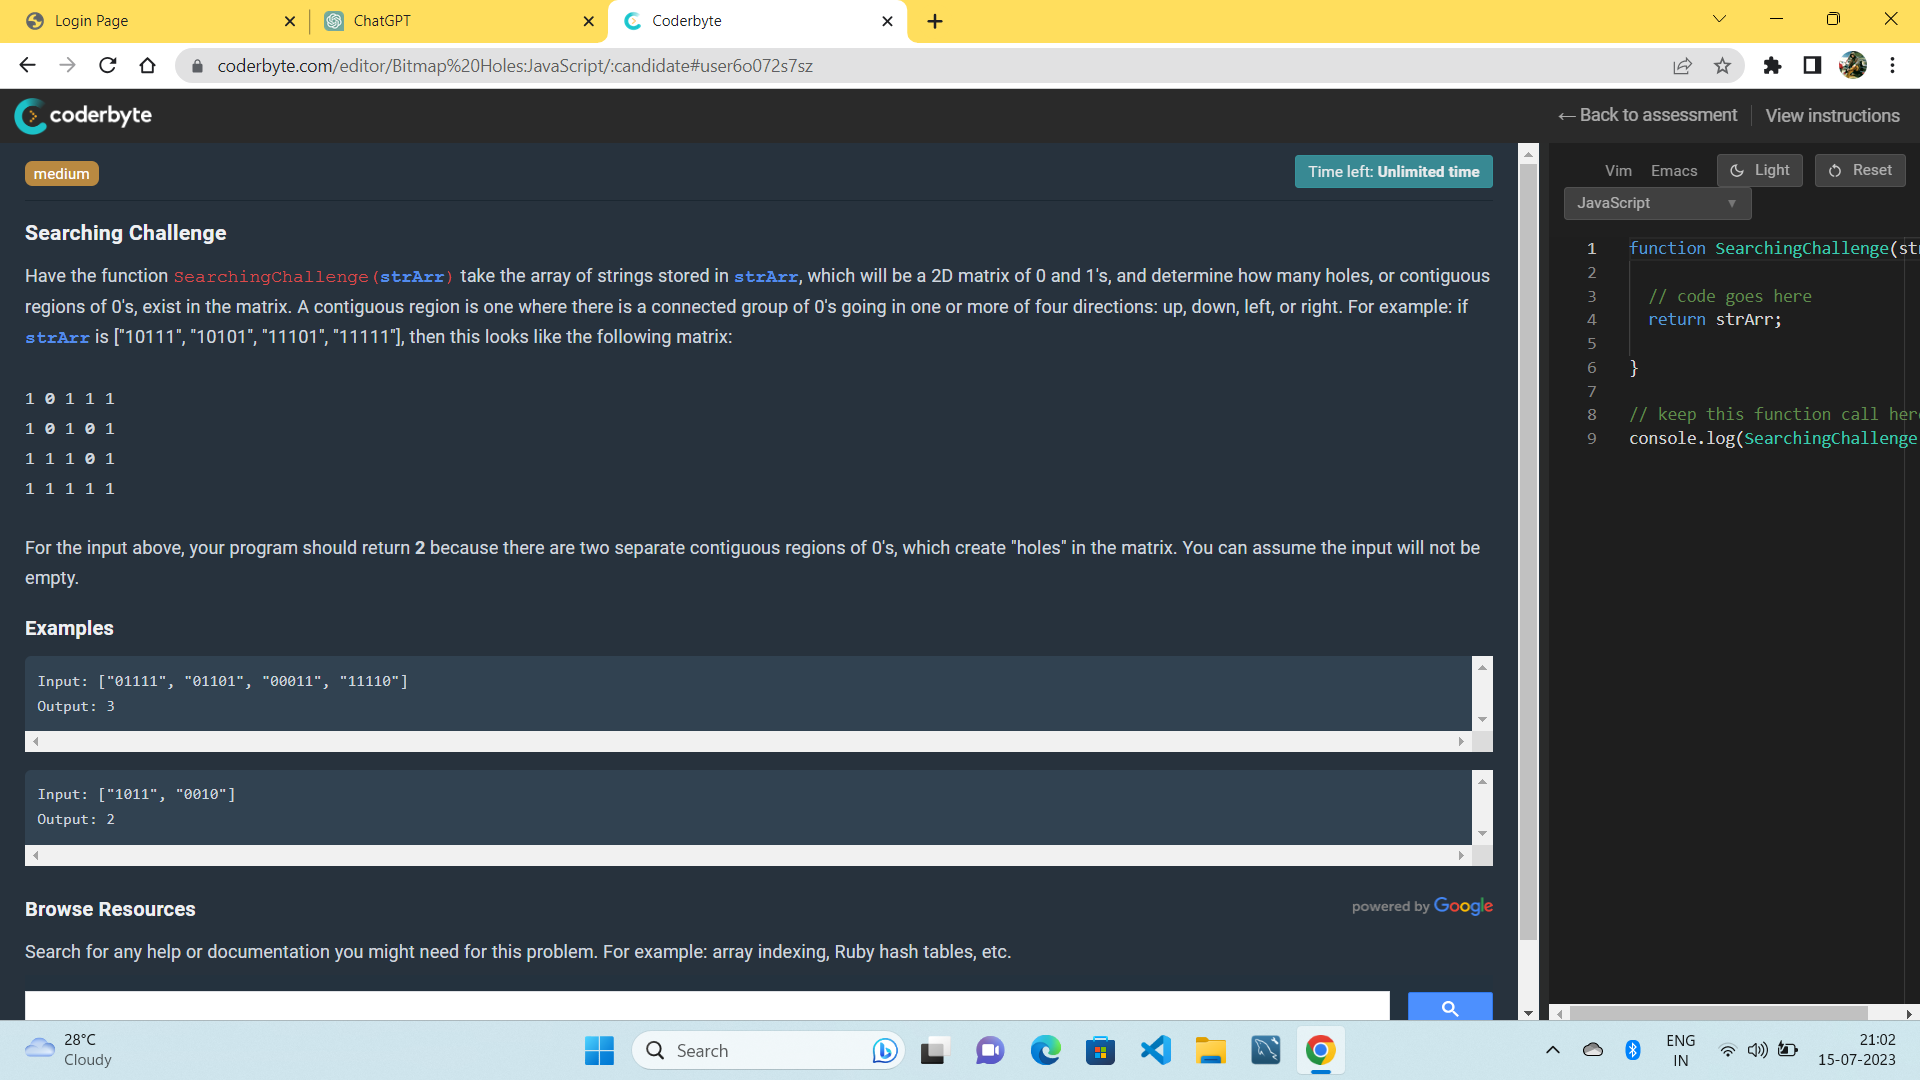 Login Page
ChatGPT
Coderbyte
coderbyte.com/editor/Bitmap%20Holes:JavaScript/:candidate#user6o072s7sz
coderbyte
←Back to assessment
View instructions
medium
Time left: Unlimited time
Searching Challenge
Have the function SearchingChallenge(strArr) take the array of strings stored in strArr, which will be a 2D matrix of 0 and 1's, and determine how many holes, or contiguous
regions of 0's, exist in the matrix. A contiguous region is one where there is a connected group of 0's going in one or more of four directions: up, down, left, or right. For example: if
strArr is ["10111", "10101", "11101", "11111"], then this looks like the following matrix:
1 0 1 1 1
1 0 1 0 1
1 1 1 0 1
1 1 1 1 1
For the input above, your program should return 2 because there are two separate contiguous regions of 0's, which create "holes" in the matrix. You can assume the input will not be
empty.
Examples
Input: ["01111", "01101", "00011", "11110"]
Output: 3
Input: ["1011", "0010"]
Output: 2
Browse Resources
powered by Google
Search for any help or documentation you might need for this problem. For example: array indexing, Ruby hash tables, etc.
Vim Emacs Light Reset
JavaScript
1 function SearchingChallenge(str
2
3 // code goes here
4 return strArr;
5
6 }
7
8 // keep this function call here
9 console.log(SearchingChallenge
28°C
Cloudy
Search
ENG
IN
21:02
15-07-2023